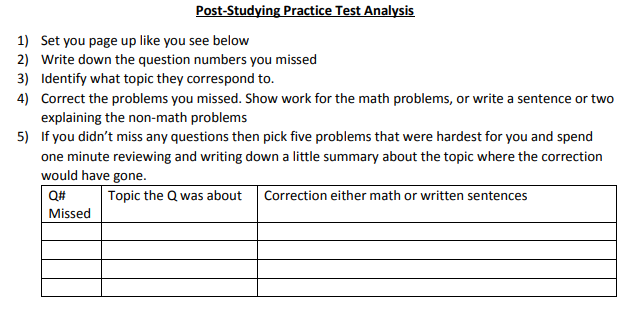 Post-Studying Practice Test Analysis
1) Set you page up like you see below
2) Write down the question numbers you missed
3) Identify what topic they correspond to.
4) Correct the problems you missed. Show work for the math problems, or write a sentence or two
explaining the non-math problems
5) If you didn't miss any questions then pick five problems that were hardest for you and spend
one minute reviewing and writing down a little summary about the topic where the correction
would have gone.
Q# Topic the Q was about Correction either math or written sentences
Missed